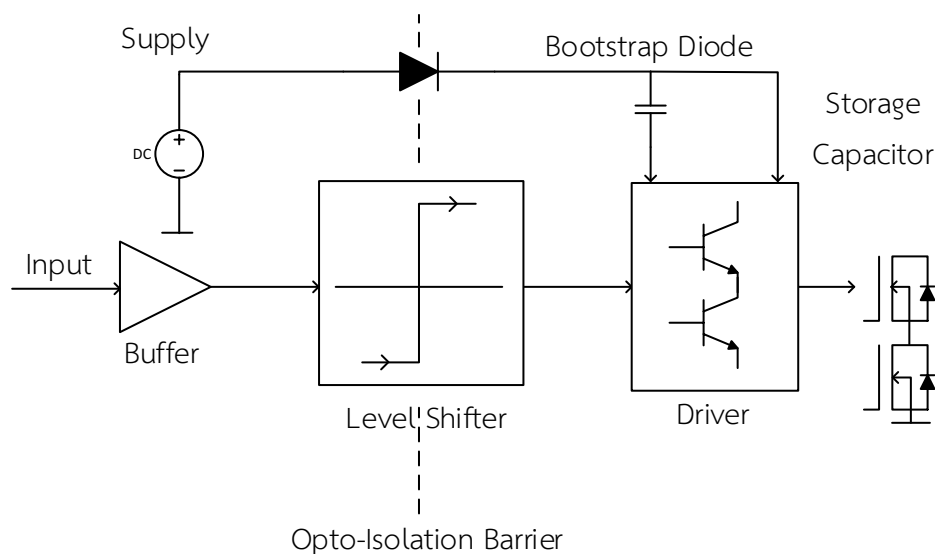 Supply
Bootstrap Diode
Storage
Capacitor
DC
+
−
Input
Buffer
Level Shifter
Driver
Opto-Isolation Barrier